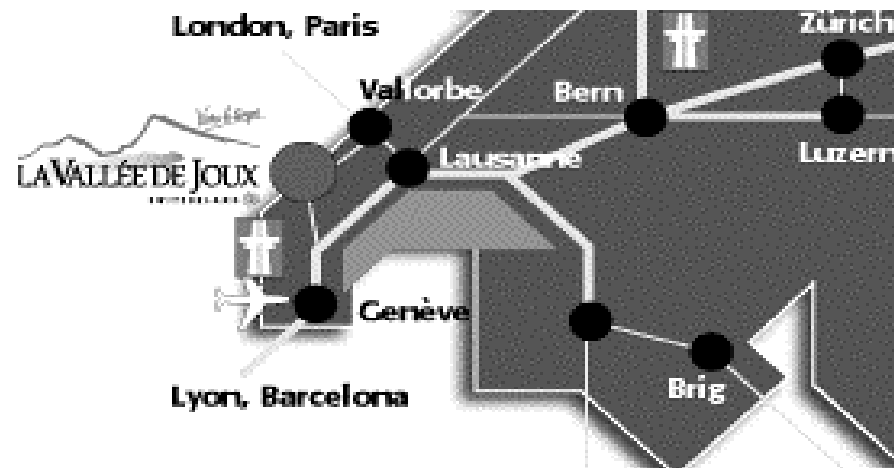 London, Paris
Zürich
Vallorbe
Bern
LA VALLÉE DE JOUX
Lausanne
Luzern
Genève
Lyon, Barcelona
Brig